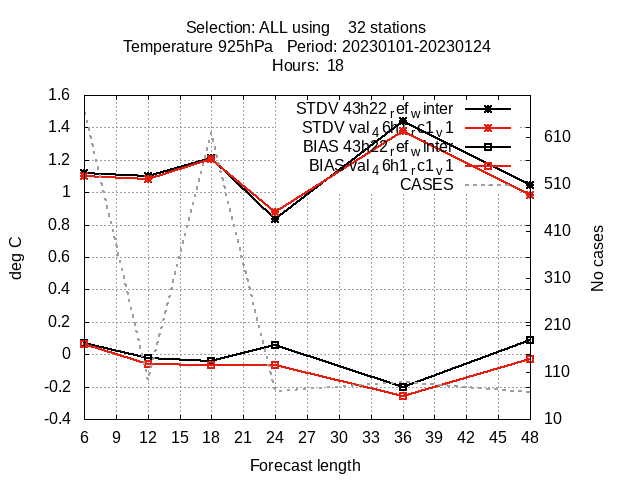 Selection: ALL using 32 stations
Temperature 925hPa Period: 20230101-20230124
Hours: 18
STDV 43h22_ref_winter
STDV val_46h1_rc1_v1
BIAS 43h22_ref_winter
BIAS val_46h1_rc1_v1
CASES
1.6
1.4
1.2
1
0.8
0.6
0.4
0.2
0
-0.2
-0.4
deg C
610
510
410
310
210
110
10
No cases
6 9 12 15 18 21 24 27 30 33 36 39 42 45 48
Forecast length